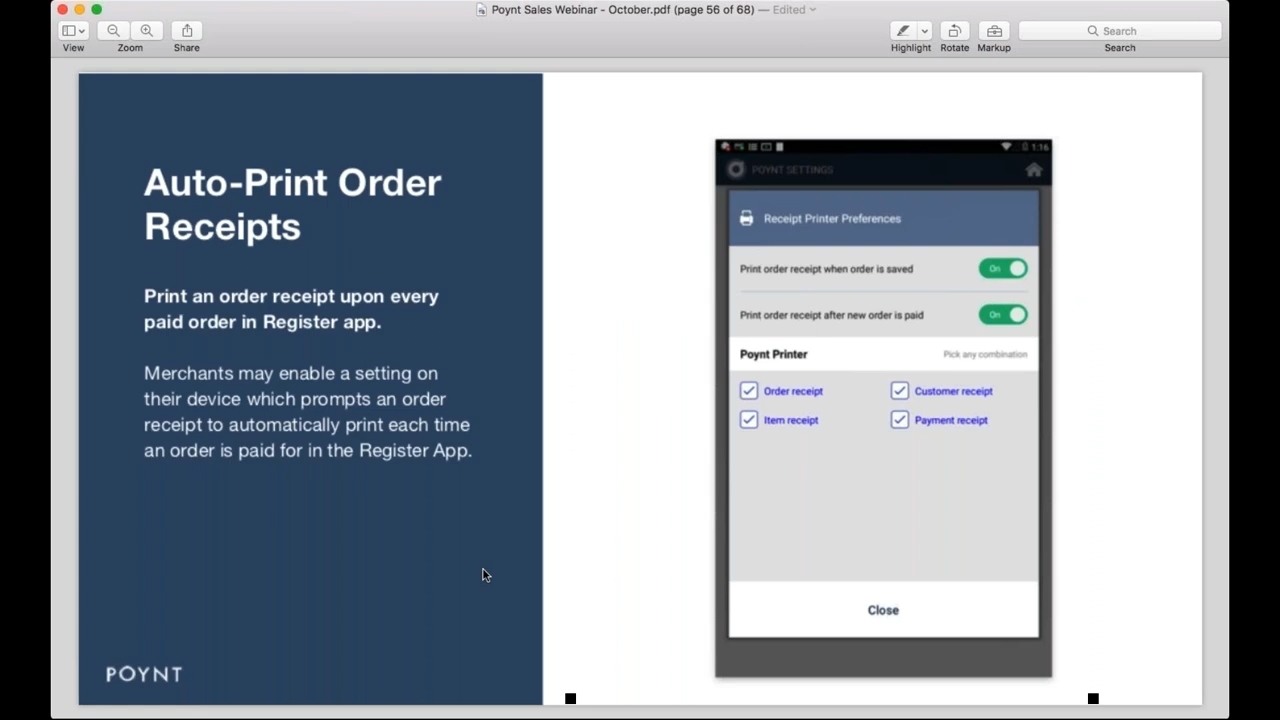 Poynt Sales Webinar - October.pdf (page 56 of 68) — Edited
View
Zoom
Share
Highlight
Rotate
Markup
Search
Search
Auto-Print Order
Receipts
Print an order receipt upon every
paid order in Register app.
Merchants may enable a setting on
their device which prompts an order
receipt to automatically print each time
an order is paid for in the Register App.
POYNT
1:16
POYNT SETTINGS
Receipt Printer Preferences
Print order receipt when order is saved
On
Print order receipt after new order is paid
On
Poynt Printer
Pick any combination
Order receipt
Customer receipt
Item receipt
Payment receipt
Close